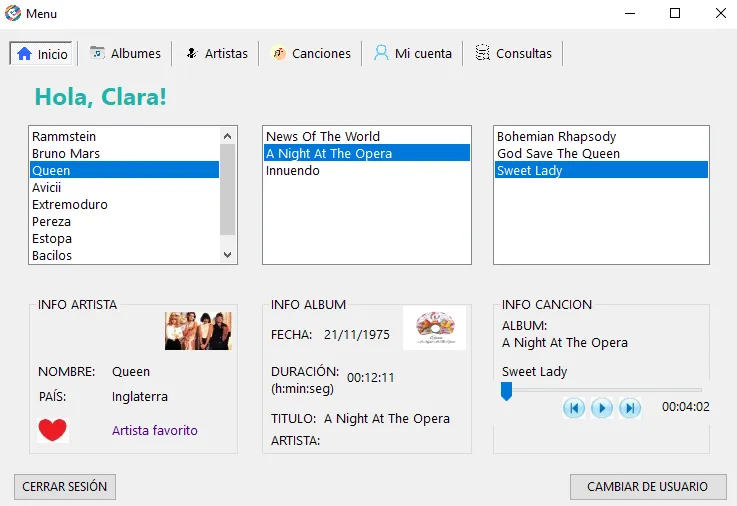 Menu
Inicio
Albumes
Artistas
Canciones
Mi cuenta
Consultas
Hola, Clara!
Rammstein
Bruno Mars
Queen
Avicii
Extremoduro
Pereza
Estopa
Bacilos
News Of The World
A Night At The Opera
Innuendo
Bohemian Rhapsody
God Save The Queen
Sweet Lady
INFO ARTISTA
NOMBRE: Queen
PAÍS: Inglaterra
Artista favorito
INFO ALBUM
FECHA: 21/11/1975
DURACIÓN: 00:12:11
(h:min:seg)
TITULO: A Night At The Opera
ARTISTA:
INFO CANCION
ALBUM:
A Night At The Opera
Sweet Lady
00:04:02
CERRAR SESIÓN
CAMBIAR DE USUARIO